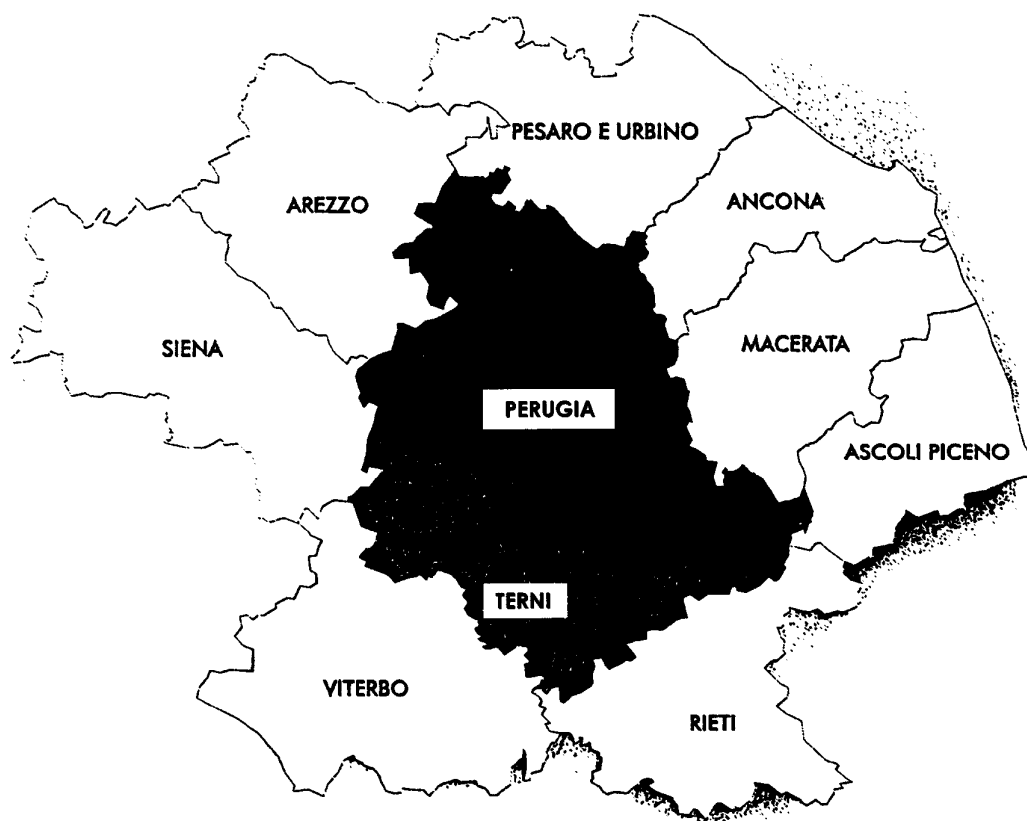 PESARO E URBINO
AREZZO
ANCONA
SIENA
MACERATA
PERUGIA
ASCOLI PICENO
TERNI
VITERBO
RIETI